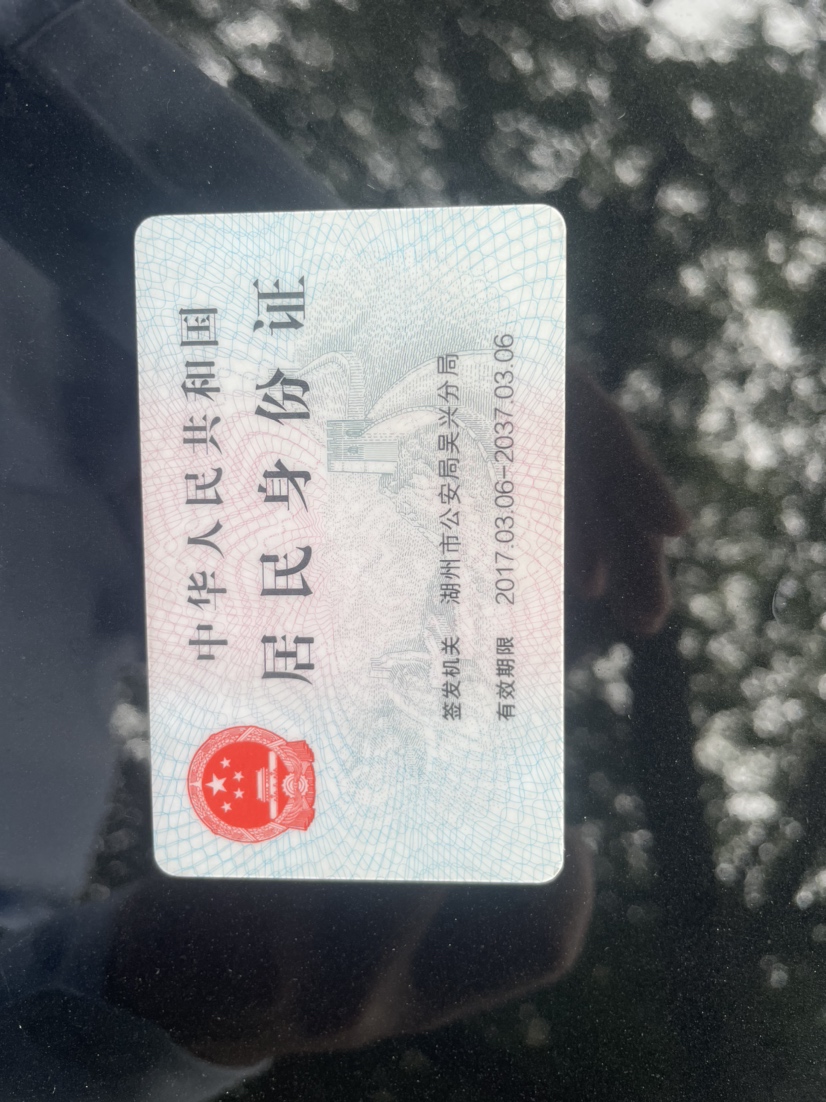 中华人民共和国
居民身份证
签发机关 湖州市公安局吴兴分局
有效期限 2017.03.06-2037.03.06